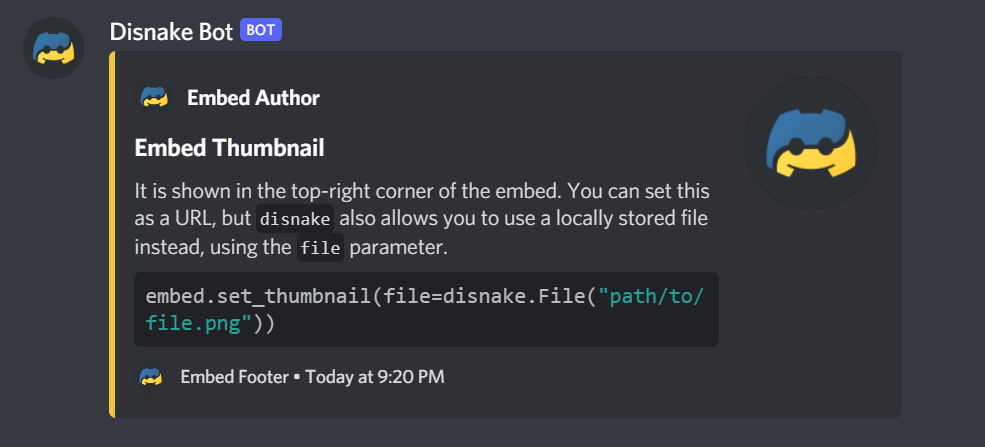 Disnake Bot BOT
Embed Author
Embed Thumbnail
It is shown in the top-right corner of the embed. You can set this
as a URL, but disnake also allows you to use a locally stored file
instead, using the file parameter.
embed.set_thumbnail(file=disnake.File("path/to/
file.png"))
Embed Footer • Today at 9:20 PM